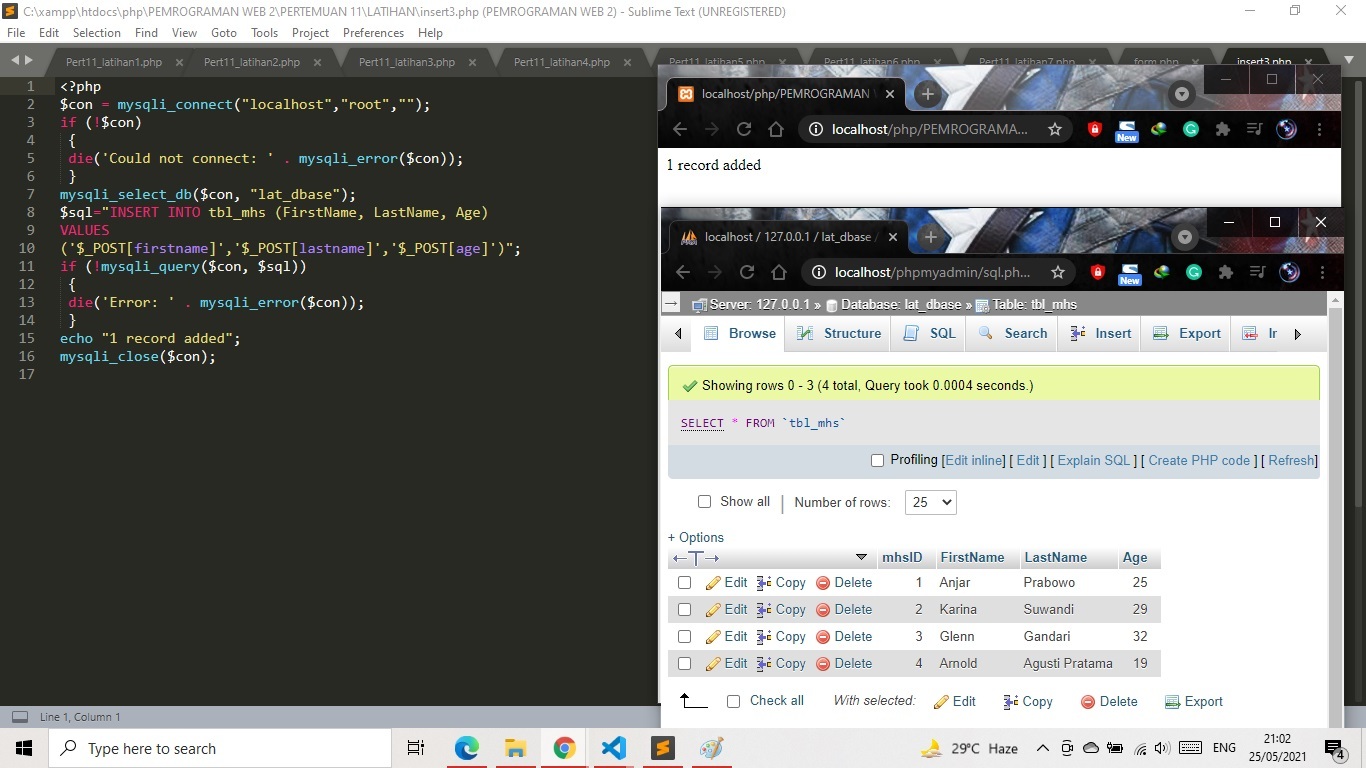 C:\xampp\htdocs\php\PEMROGRAMAN WEB 2\PERTEMUAN 11\LATIHAN\insert3.php (PEMROGRAMAN WEB 2) - Sublime Text (UNREGISTERED)
File Edit Selection Find View Goto Tools Project Preferences Help
Pert11_latihan1.php Pert11_latihan2.php Pert11_latihan3.php Pert11_latihan4.php Pert11_latihan5.php Pert11_latihan6.php Pert11_latihan7.php form.php insert3.php
1 <?php
2 $con = mysqli_connect("localhost","root","");
3 if (!$con)
4 {
5 die('Could not connect: ' . mysqli_error($con));
6 }
7 mysqli_select_db($con, "lat_dbase");
8 $sql="INSERT INTO tbl_mhs (FirstName, LastName, Age)
9 VALUES
10 ('$_POST[firstname]','$_POST[lastname]','$_POST[age]')";
11 if (!mysqli_query($con, $sql))
12 {
13 die('Error: ' . mysqli_error($con));
14 }
15 echo "1 record added";
16 mysqli_close($con);
17
localhost/php/PEMROGRAMAN
localhost/php/PEMROGRAMA...
New
1 record added
localhost / 127.0.0.1 / lat_dbase /
localhost/phpmyadmin/sql.ph...
New
Server: 127.0.0.1 » Database: lat_dbase » Table: tbl_mhs
Browse Structure SQL Search Insert Export Ir
Showing rows 0 - 3 (4 total, Query took 0.0004 seconds.)
SELECT * FROM `tbl_mhs`
Profiling [Edit inline] [ Edit ] [ Explain SQL ] [ Create PHP code ] [ Refresh]
Show all | Number of rows: 25
+ Options
←T→ mhsID FirstName LastName Age
Edit Copy Delete 1 Anjar Prabowo 25
Edit Copy Delete 2 Karina Suwandi 29
Edit Copy Delete 3 Glenn Gandari 32
Edit Copy Delete 4 Arnold Agusti Pratama 19
Check all With selected: Edit Copy Delete Export
Line 1, Column 1
Type here to search
29°C Haze
ENG
21:02
25/05/2021
4